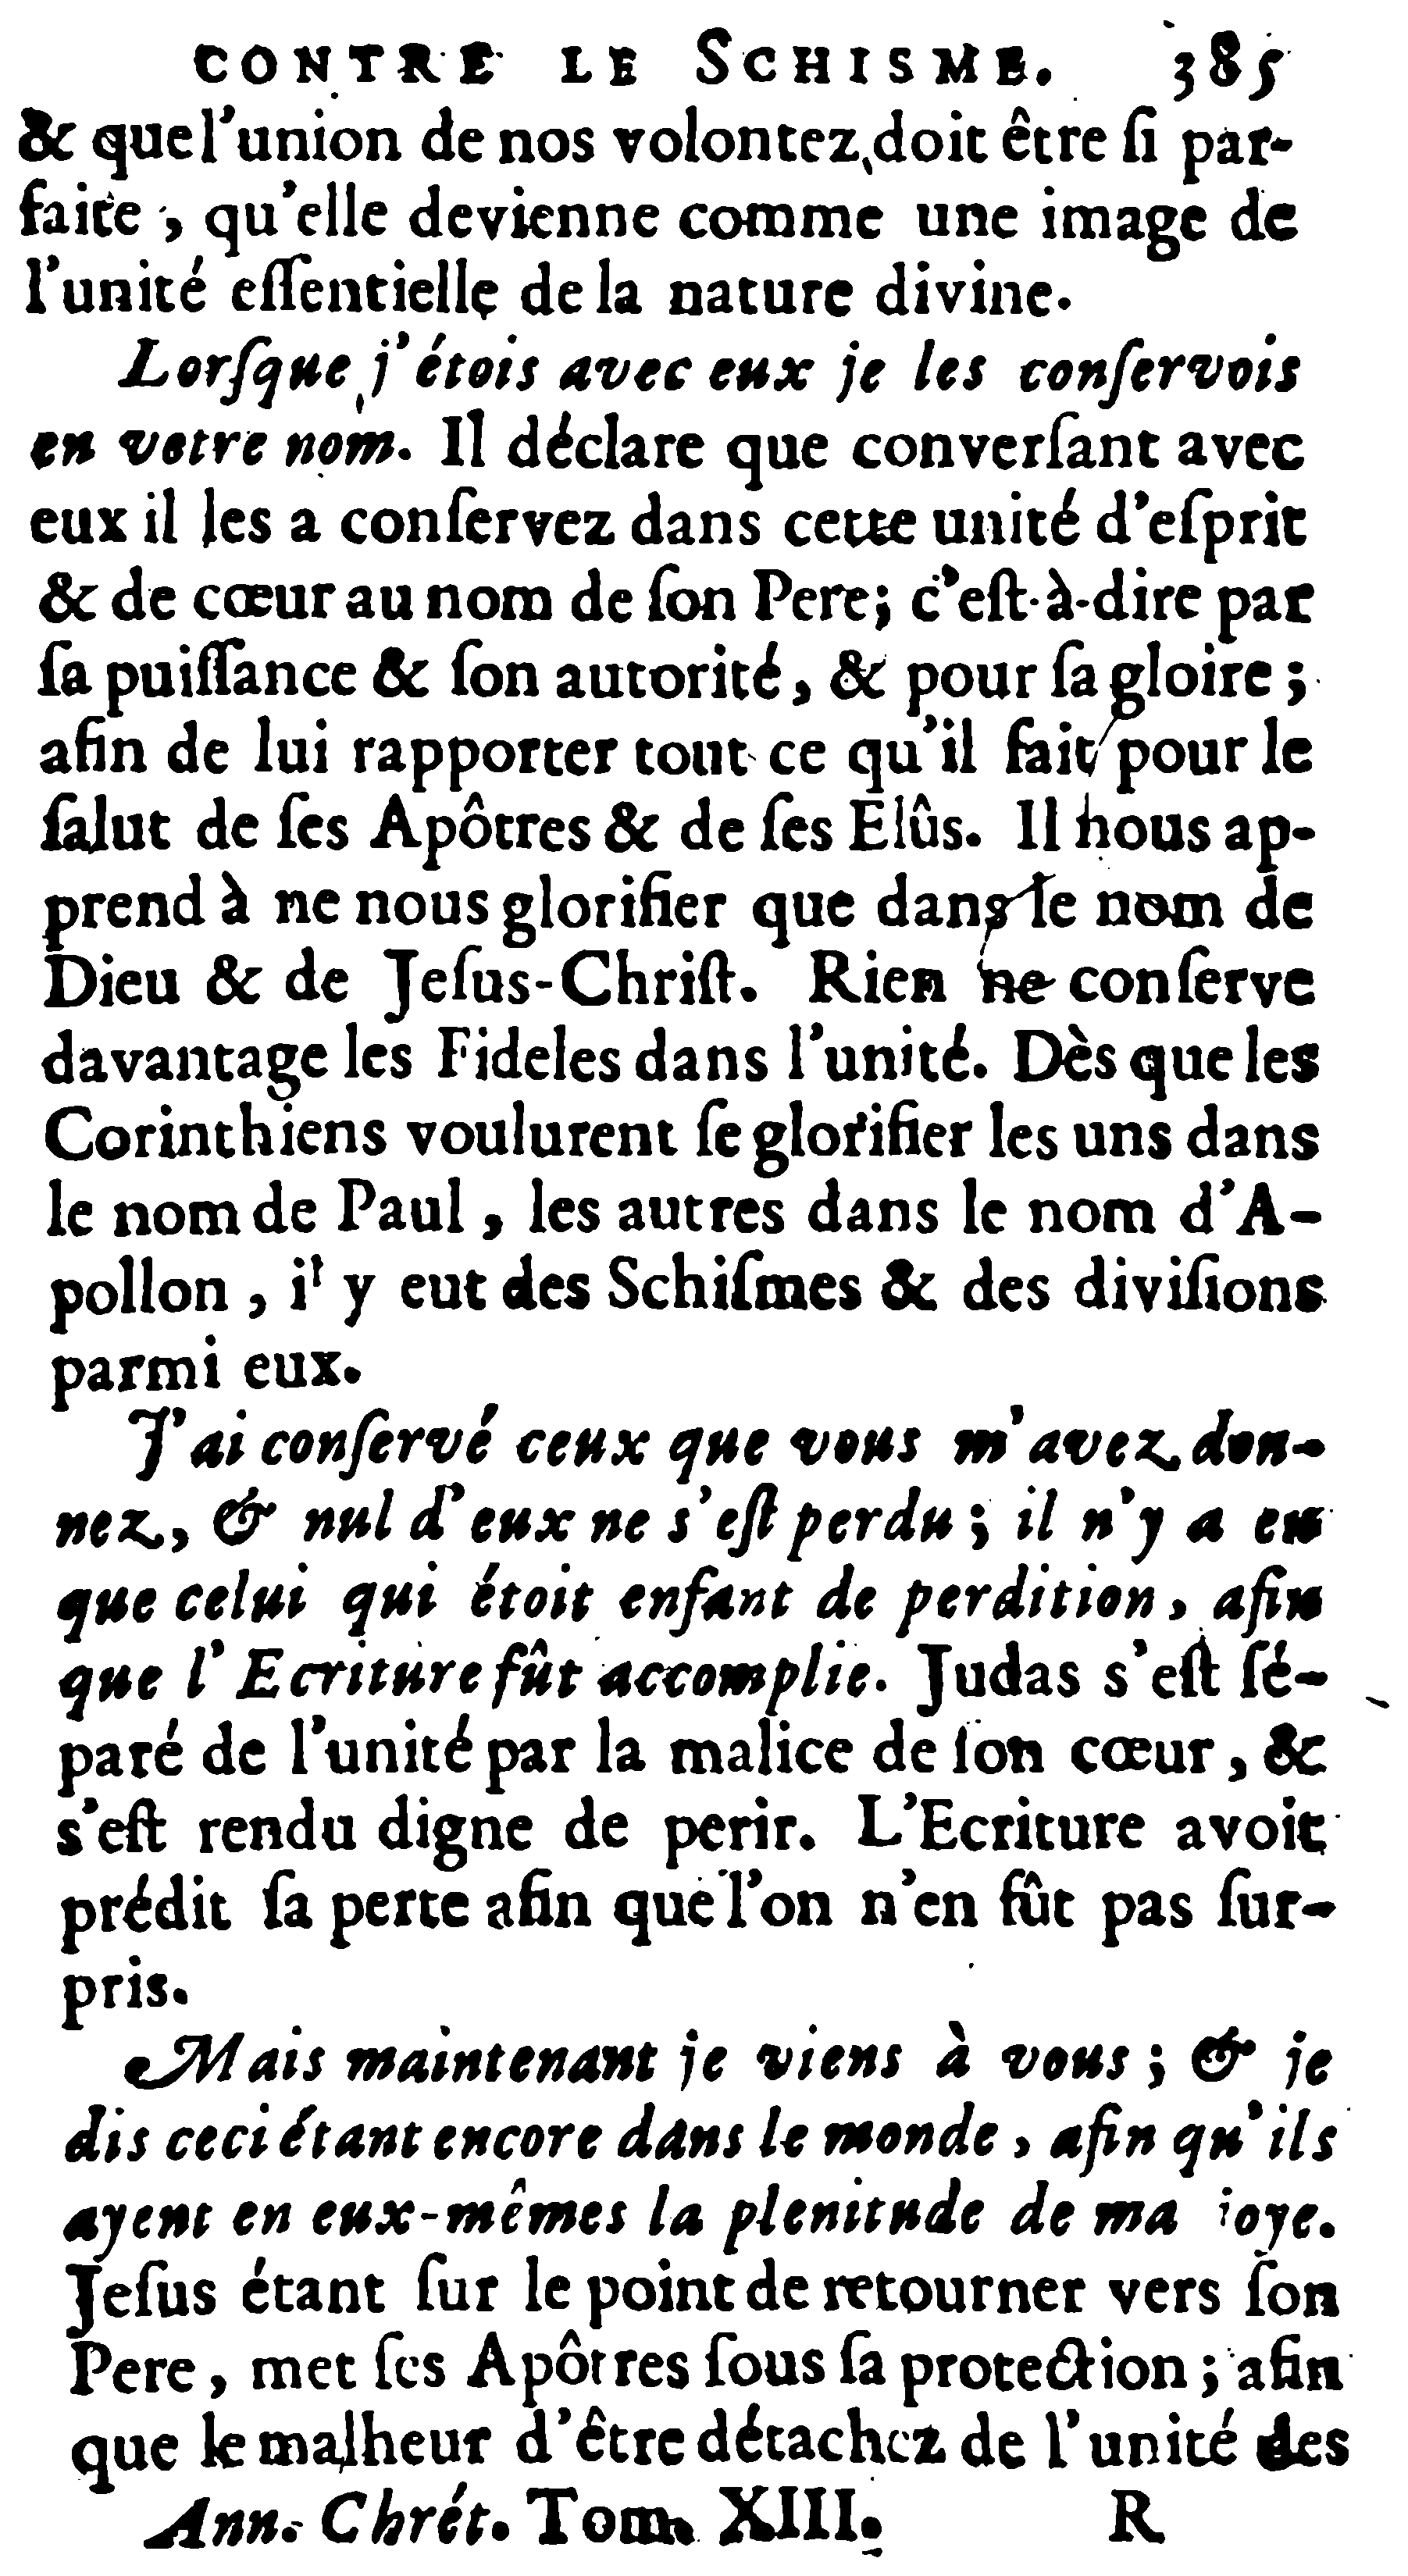 CONTRE LE SCHISME. 385
& que l'union de nos volontez doit être ſi par-
faite, qu'elle devienne comme une image de
l'unité eſſentielle de la nature divine.
Lorſque j'étois avec eux je les conſervois
en votre nom. Il déclare que converſant avec
eux il les a conſervez dans cette unité d'eſprit
& de cœur au nom de ſon Pere; c'eſt-à-dire par
ſa puiſſance & ſon autorité, & pour ſa gloire;
afin de lui rapporter tout ce qu'il fait pour le
ſalut de ſes Apôtres & de ſes Elûs. Il nous ap-
prend à ne nous glorifier que dans le nom de
Dieu & de Jeſus-Chriſt. Rien ne conſerve
davantage les Fideles dans l'unité. Dès que les
Corinthiens voulurent ſe glorifier les uns dans
le nom de Paul, les autres dans le nom d'A-
pollon, il y eut des Schiſmes & des diviſions
parmi eux.
J'ai conſervé ceux que vous m'avez don-
nez, & nul d'eux ne s'eſt perdu; il n'y a eu
que celui qui étoit enfant de perdition, afin
que l'Ecriture fût accomplie. Judas s'eſt ſé-
paré de l'unité par la malice de ſon cœur, &
s'eſt rendu digne de perir. L'Ecriture avoit
prédit ſa perte afin que l'on n'en fût pas ſur-
pris.
Mais maintenant je viens à vous; & je
dis ceci étant encore dans le monde, afin qu'ils
ayent en eux-mêmes la plenitude de ma joye.
Jeſus étant ſur le point de retourner vers ſon
Pere, met ſes Apôtres ſous ſa protection; afin
que le malheur d'être détachez de l'unité des
Ann. Chrét. Tom. XIII. R